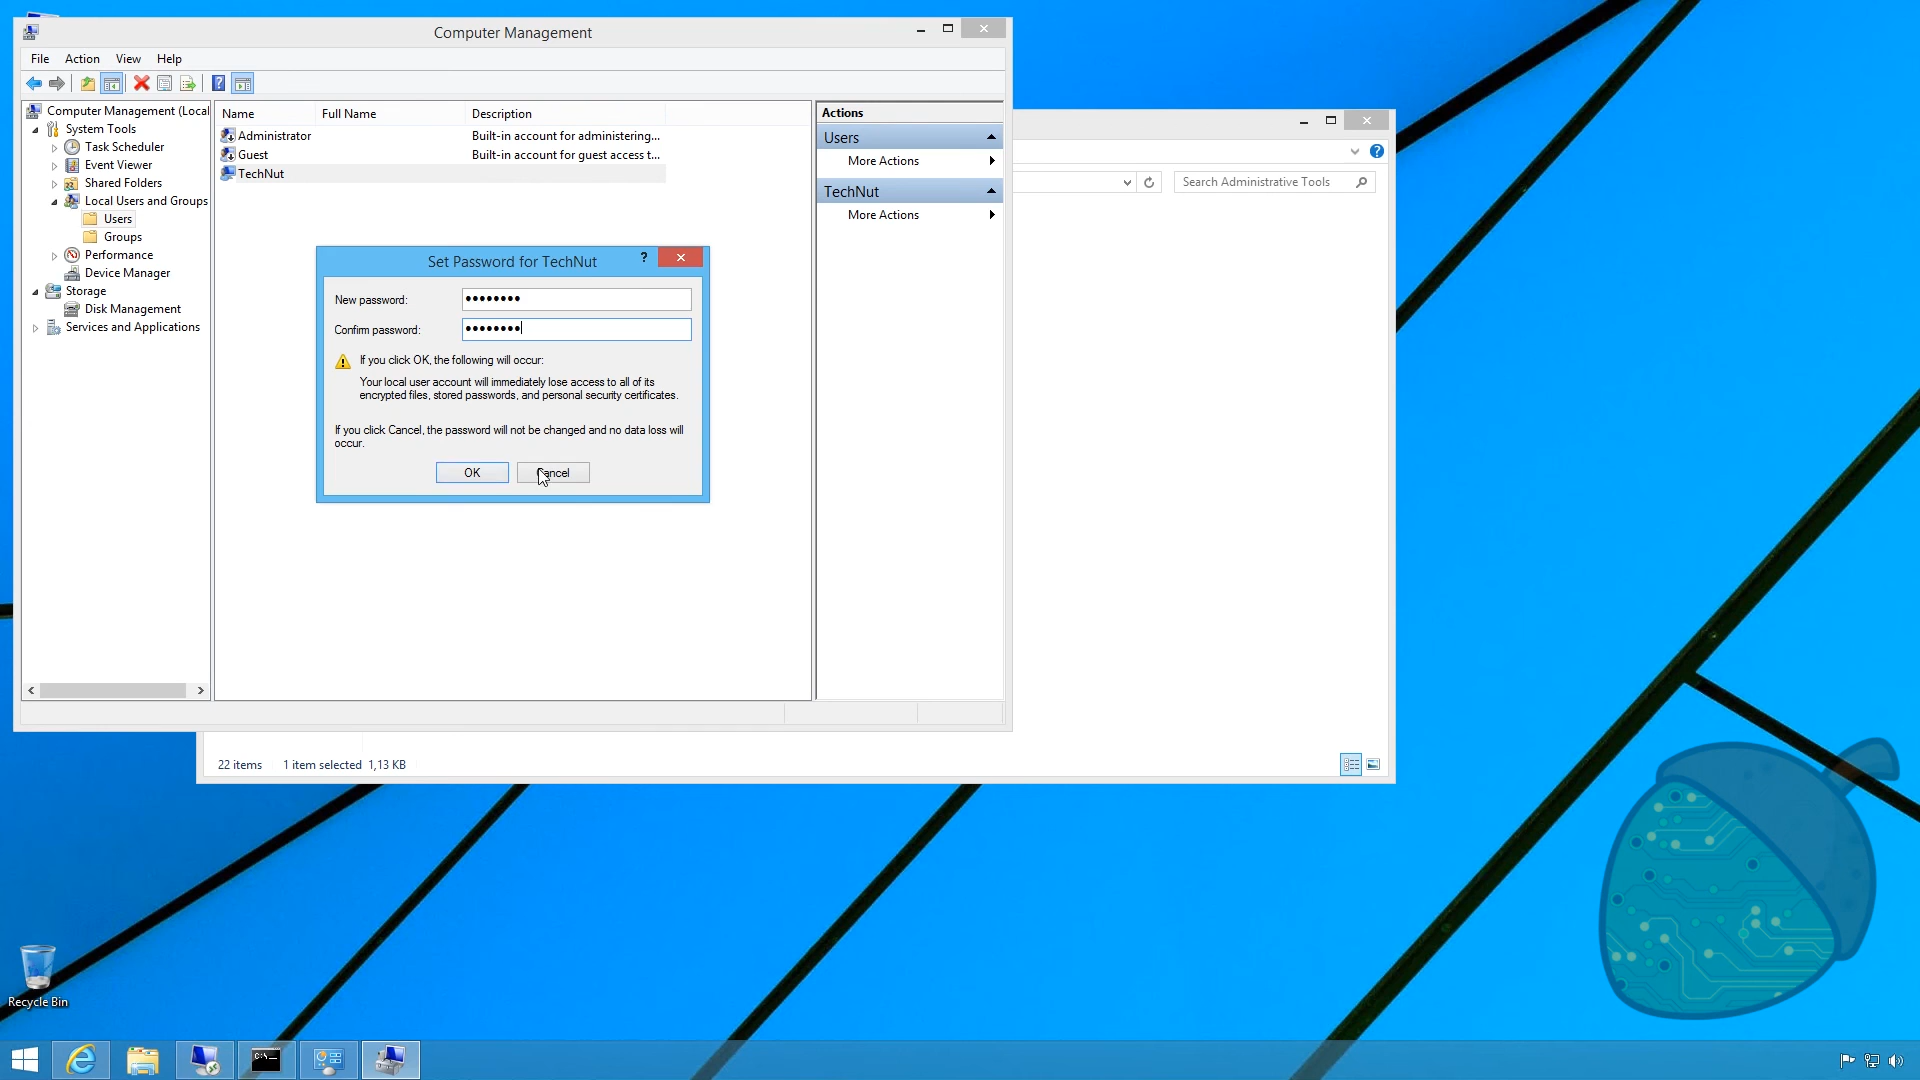 Computer Management
File Action View Help
Computer Management (Local
System Tools
Task Scheduler
Event Viewer
Shared Folders
Local Users and Groups
Users
Groups
Performance
Device Manager
Storage
Disk Management
Services and Applications
Name Full Name Description
Administrator Built-in account for administering...
Guest Built-in account for guest access t...
TechNut
Actions
Users
More Actions
TechNut
More Actions
Search Administrative Tools
Set Password for TechNut
New password:
Confirm password:
If you click OK, the following will occur:
Your local user account will immediately lose access to all of its
encrypted files, stored passwords, and personal security certificates.
If you click Cancel, the password will not be changed and no data loss will
occur.
OK Cancel
22 items 1 item selected 1,13 KB
Recycle Bin
C:\